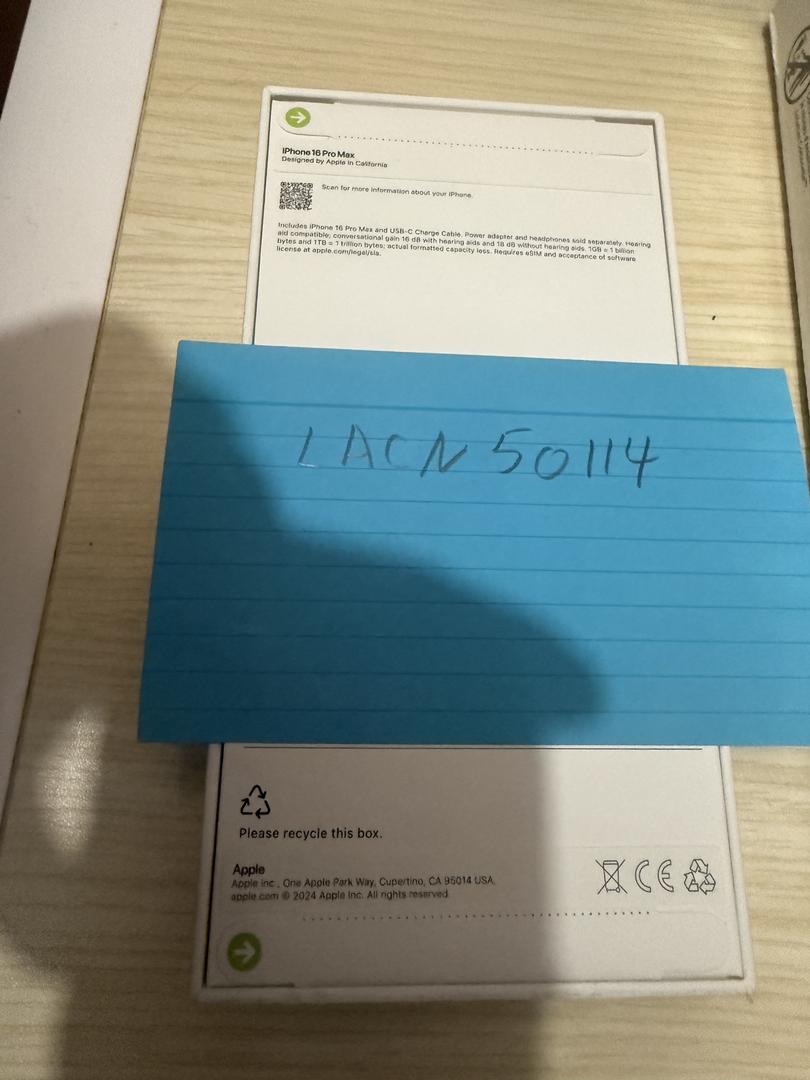 iPhone 16 Pro Max
Designed by Apple in California
Scan for more information about your iPhone.
Includes iPhone 16 Pro Max and USB-C Charge Cable. Power adapter and headphones sold separately. Hearing
aid compatible; conversational gain 16 dB with hearing aids and 18 dB without hearing aids. 1GB = 1 billion
bytes and 1TB = 1 trillion bytes; actual formatted capacity less. Requires eSIM and acceptance of software
license at apple.com/legal/sla.
LACN 50114
Please recycle this box.
Apple
Apple Inc., One Apple Park Way, Cupertino, CA 95014 USA.
apple.com © 2024 Apple Inc. All rights reserved.
CE